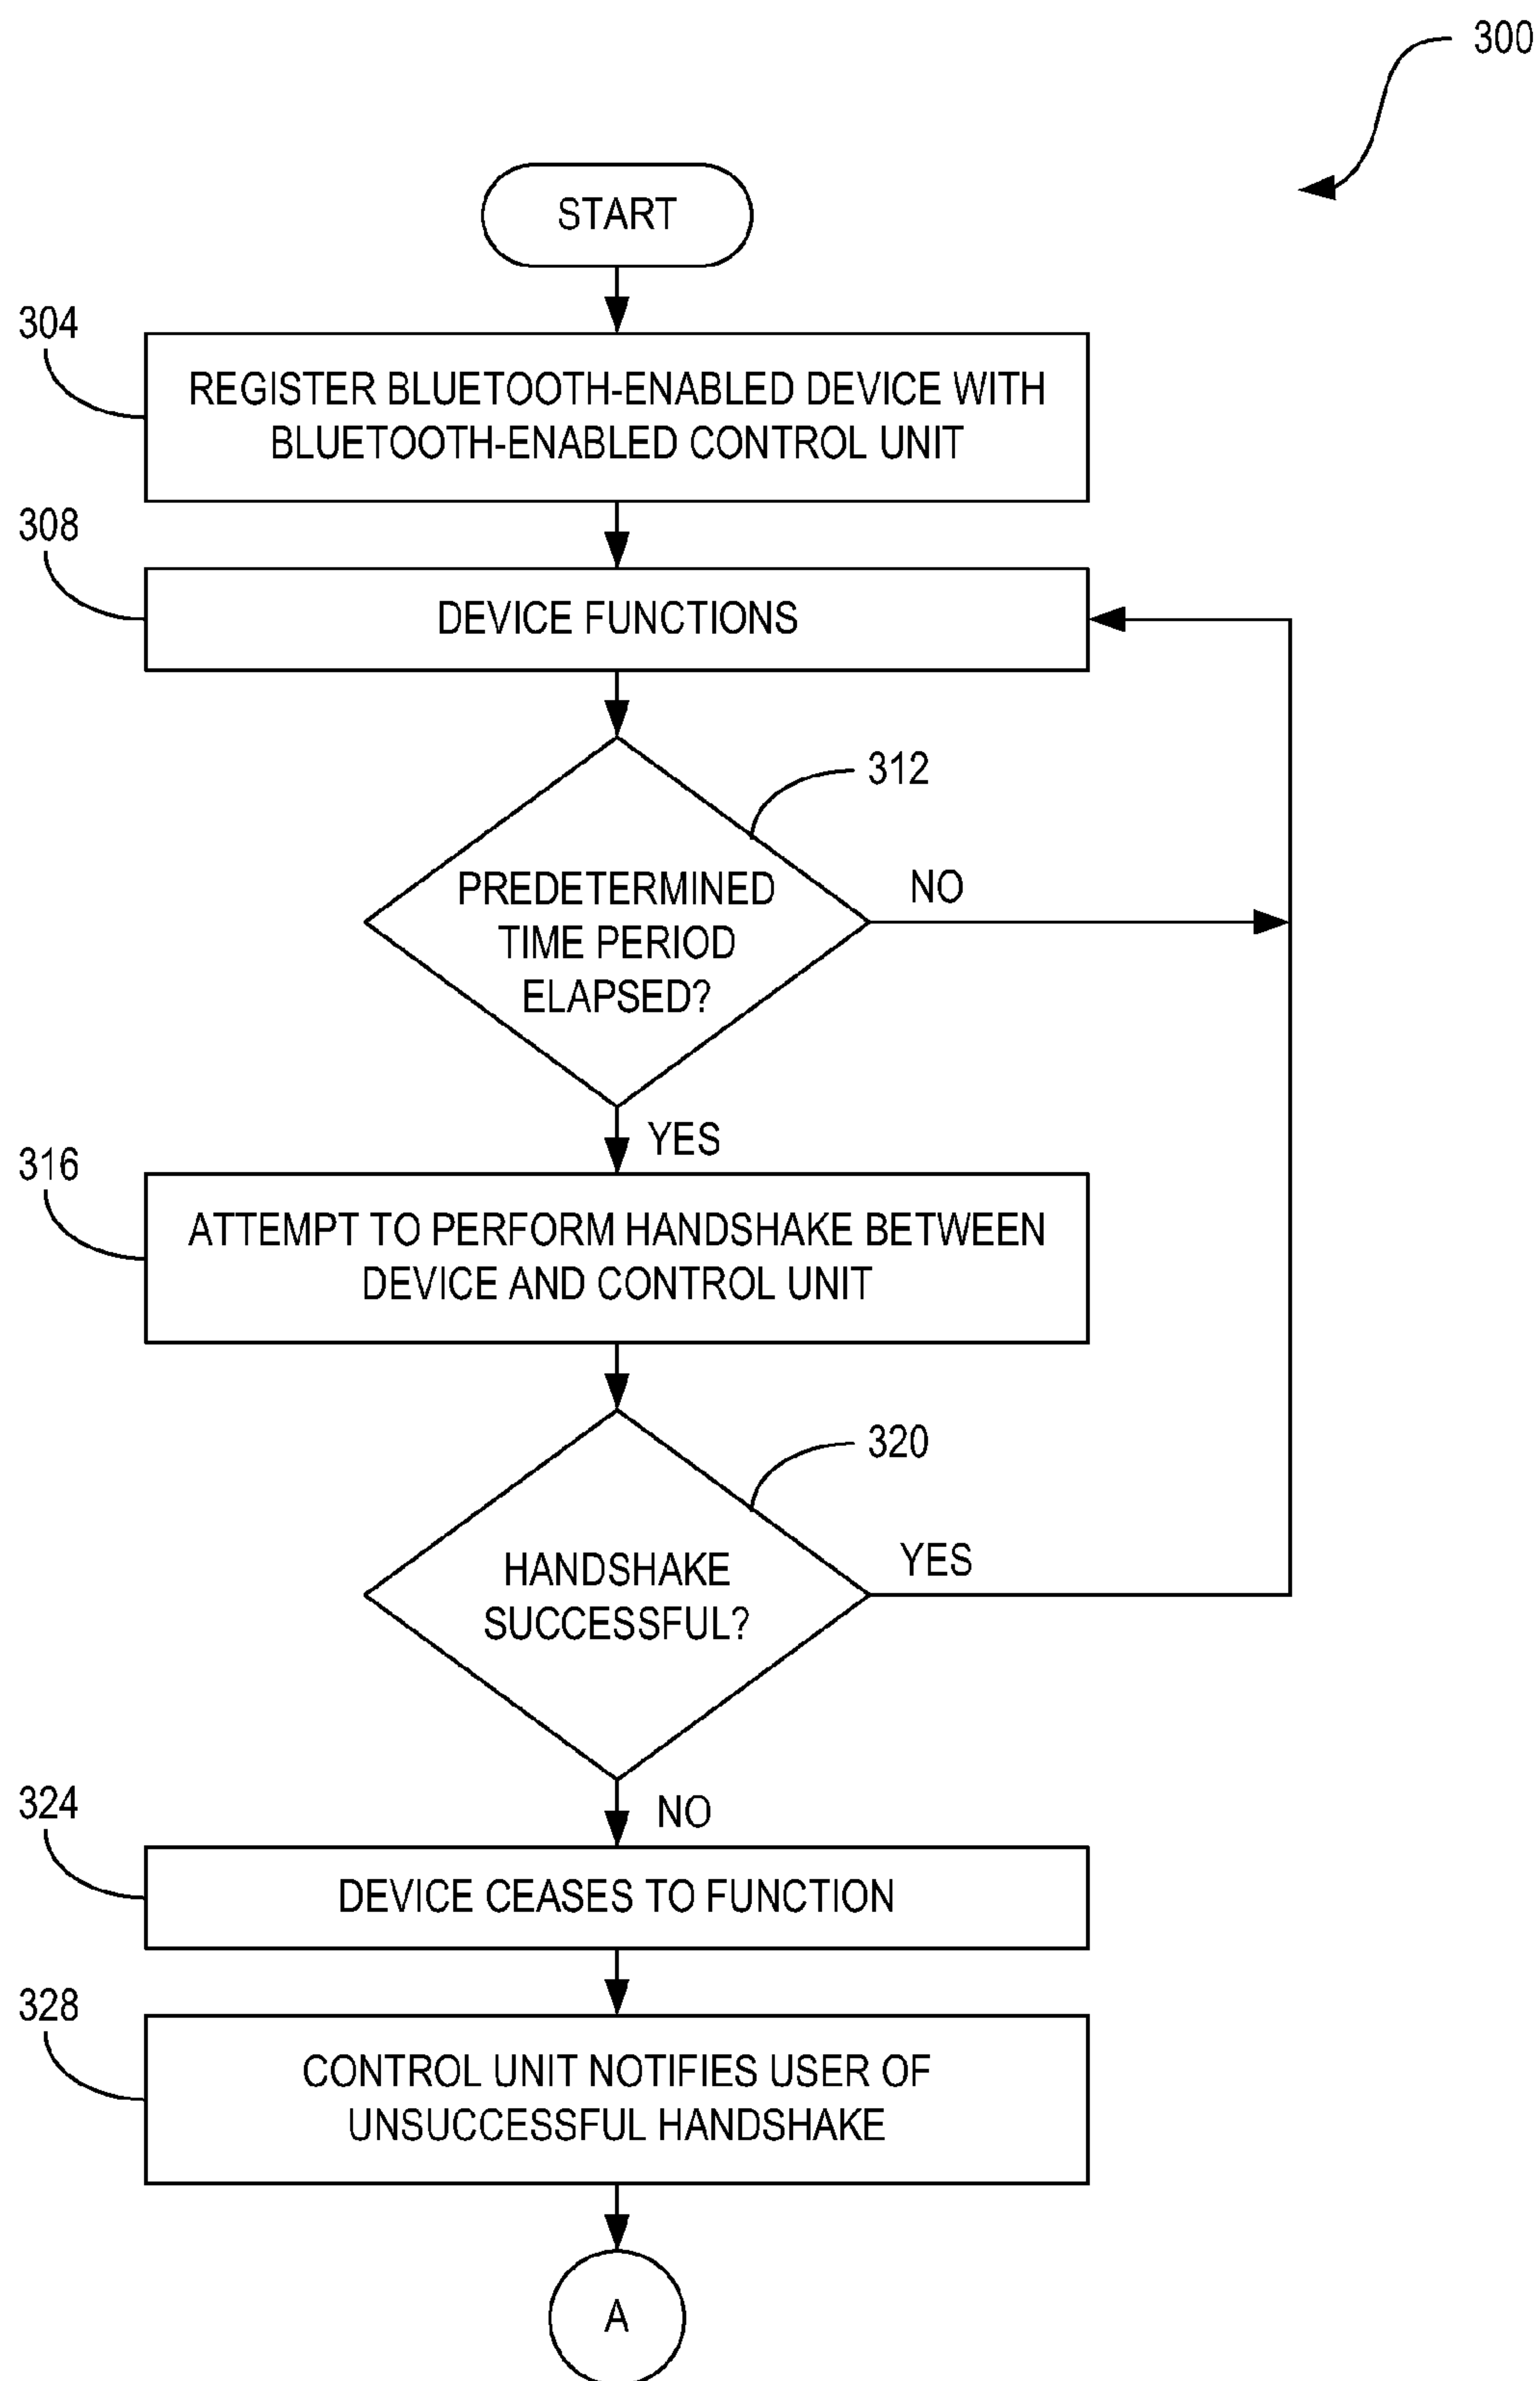 300
START
304
REGISTER BLUETOOTH-ENABLED DEVICE WITH
BLUETOOTH-ENABLED CONTROL UNIT
308
DEVICE FUNCTIONS
312
PREDETERMINED
TIME PERIOD
ELAPSED?
NO
YES
316
ATTEMPT TO PERFORM HANDSHAKE BETWEEN
DEVICE AND CONTROL UNIT
320
HANDSHAKE
SUCCESSFUL?
YES
NO
324
DEVICE CEASES TO FUNCTION
328
CONTROL UNIT NOTIFIES USER OF
UNSUCCESSFUL HANDSHAKE
A